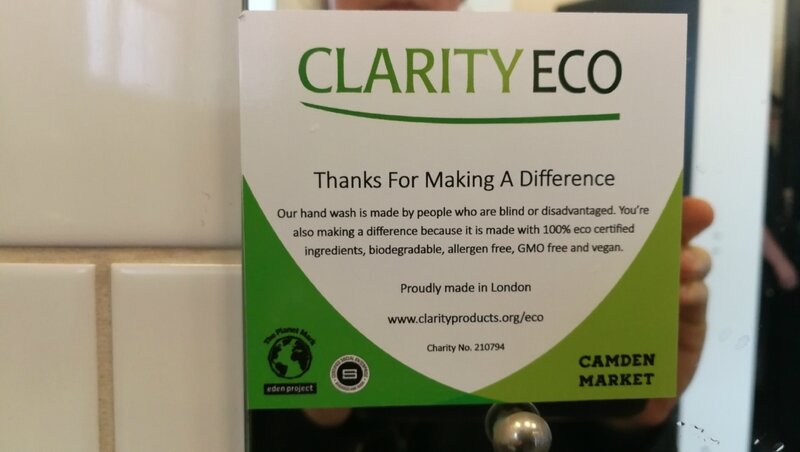 CLARITY ECO
Thanks For Making A Difference
Our hand wash is made by people who are blind or disadvantaged. You're
also making a difference because it is made with 100% eco certified
ingredients, biodegradable, allergen free, GMO free and vegan.
Proudly made in London
www.clarityproducts.org/eco
Charity No. 210794
The Planet Mark
eden project
CAMDEN
MARKET